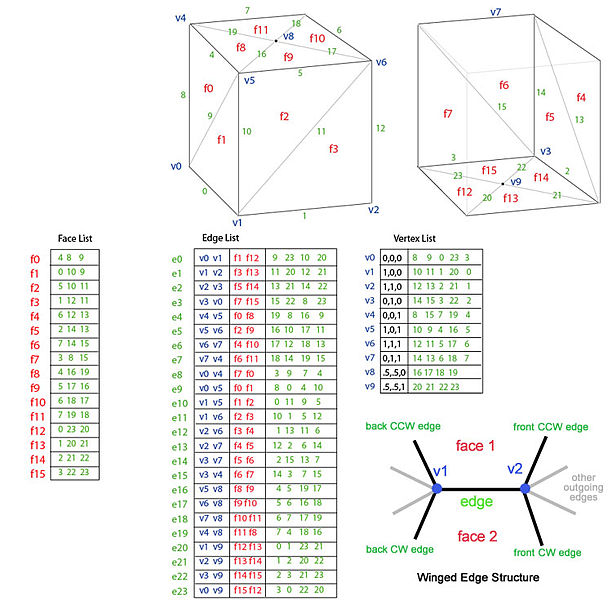 7
v4
19
f11
18
v8
6
f10
4
f8
16
f9
17
v5
5
v6
f0
8
9
f1
10
f2
11
f3
12
v0
0
v1
1
v2
v7
f6
15
14
f4
f7
f5
13
v3
3
f15
22
2
23
v9
f14
f12
20
f13
21
Face List
f0 4 8 9
f1 0 10 9
f2 5 10 11
f3 1 12 11
f4 6 12 13
f5 2 14 13
f6 7 14 15
f7 3 8 15
f8 4 16 19
f9 5 17 16
f10 6 18 17
f11 7 19 18
f12 0 23 20
f13 1 20 21
f14 2 21 22
f15 3 22 23
Edge List
e0 v0 v1 f1 f12 9 23 10 20
e1 v1 v2 f3 f13 11 20 12 21
e2 v2 v3 f5 f14 13 21 14 22
e3 v3 v0 f7 f15 15 22 8 23
e4 v4 v5 f0 f8 19 8 16 9
e5 v5 v6 f2 f9 16 10 17 11
e6 v6 v7 f4 f10 17 12 18 13
e7 v7 v4 f6 f11 18 14 19 15
e8 v0 v4 f7 f0 3 9 7 4
e9 v0 v5 f0 f1 8 0 4 10
e10 v1 v5 f1 f2 0 11 9 5
e11 v1 v6 f2 f3 10 1 5 12
e12 v2 v6 f3 f4 1 13 11 6
e13 v2 v7 f4 f5 12 2 6 14
e14 v3 v7 f5 f6 2 15 13 7
e15 v3 v4 f6 f7 14 3 7 15
e16 v5 v8 f8 f9 4 5 19 17
e17 v6 v8 f9 f10 5 6 16 18
e18 v7 v8 f10 f11 6 7 17 19
e19 v4 v8 f11 f8 7 4 18 16
e20 v1 v9 f12 f13 0 1 23 21
e21 v2 v9 f13 f14 1 2 20 22
e22 v3 v9 f14 f15 2 3 21 23
e23 v0 v9 f15 f12 3 0 22 20
Vertex List
v0 0,0,0 8 9 0 23 3
v1 1,0,0 10 11 1 20 0
v2 1,1,0 12 13 2 21 1
v3 0,1,0 14 15 3 22 2
v4 0,0,1 8 15 7 19 4
v5 1,0,1 10 9 4 16 5
v6 1,1,1 12 11 5 17 6
v7 0,1,1 14 13 6 18 7
v8 .5,.5,0 16 17 18 19
v9 .5,.5,1 20 21 22 23
back CCW edge
front CCW edge
face 1
v1
v2
edge
other
outgoing
edges
face 2
back CW edge
front CW edge
Winged Edge Structure